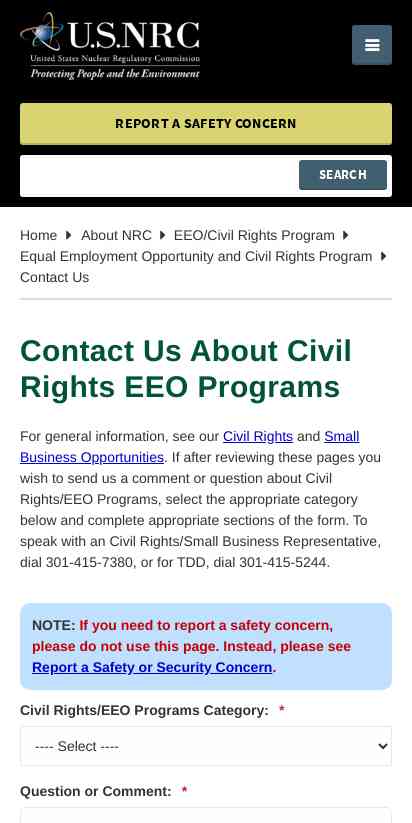 U.S.NRC
United States Nuclear Regulatory Commission
Protecting People and the Environment
REPORT A SAFETY CONCERN
SEARCH
Home About NRC EEO/Civil Rights Program
Equal Employment Opportunity and Civil Rights Program
Contact Us
Contact Us About Civil
Rights EEO Programs
For general information, see our Civil Rights and Small
Business Opportunities. If after reviewing these pages you
wish to send us a comment or question about Civil
Rights/EEO Programs, select the appropriate category
below and complete appropriate sections of the form. To
speak with an Civil Rights/Small Business Representative,
dial 301-415-7380, or for TDD, dial 301-415-5244.
NOTE: If you need to report a safety concern,
please do not use this page. Instead, please see
Report a Safety or Security Concern.
Civil Rights/EEO Programs Category: *
---- Select ----
Question or Comment: *